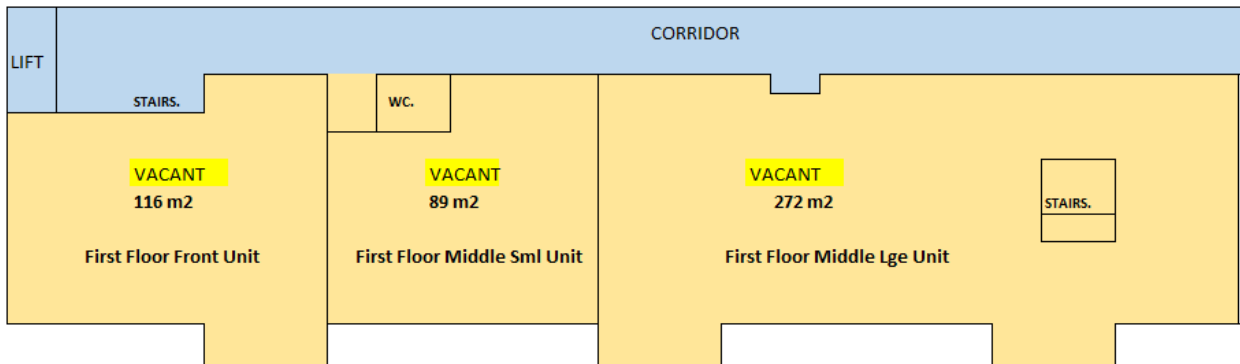 CORRIDOR
LIFT
STAIRS.
WC.
VACANT
116 m2
First Floor Front Unit
VACANT
89 m2
First Floor Middle Sml Unit
VACANT
272 m2
First Floor Middle Lge Unit
STAIRS.